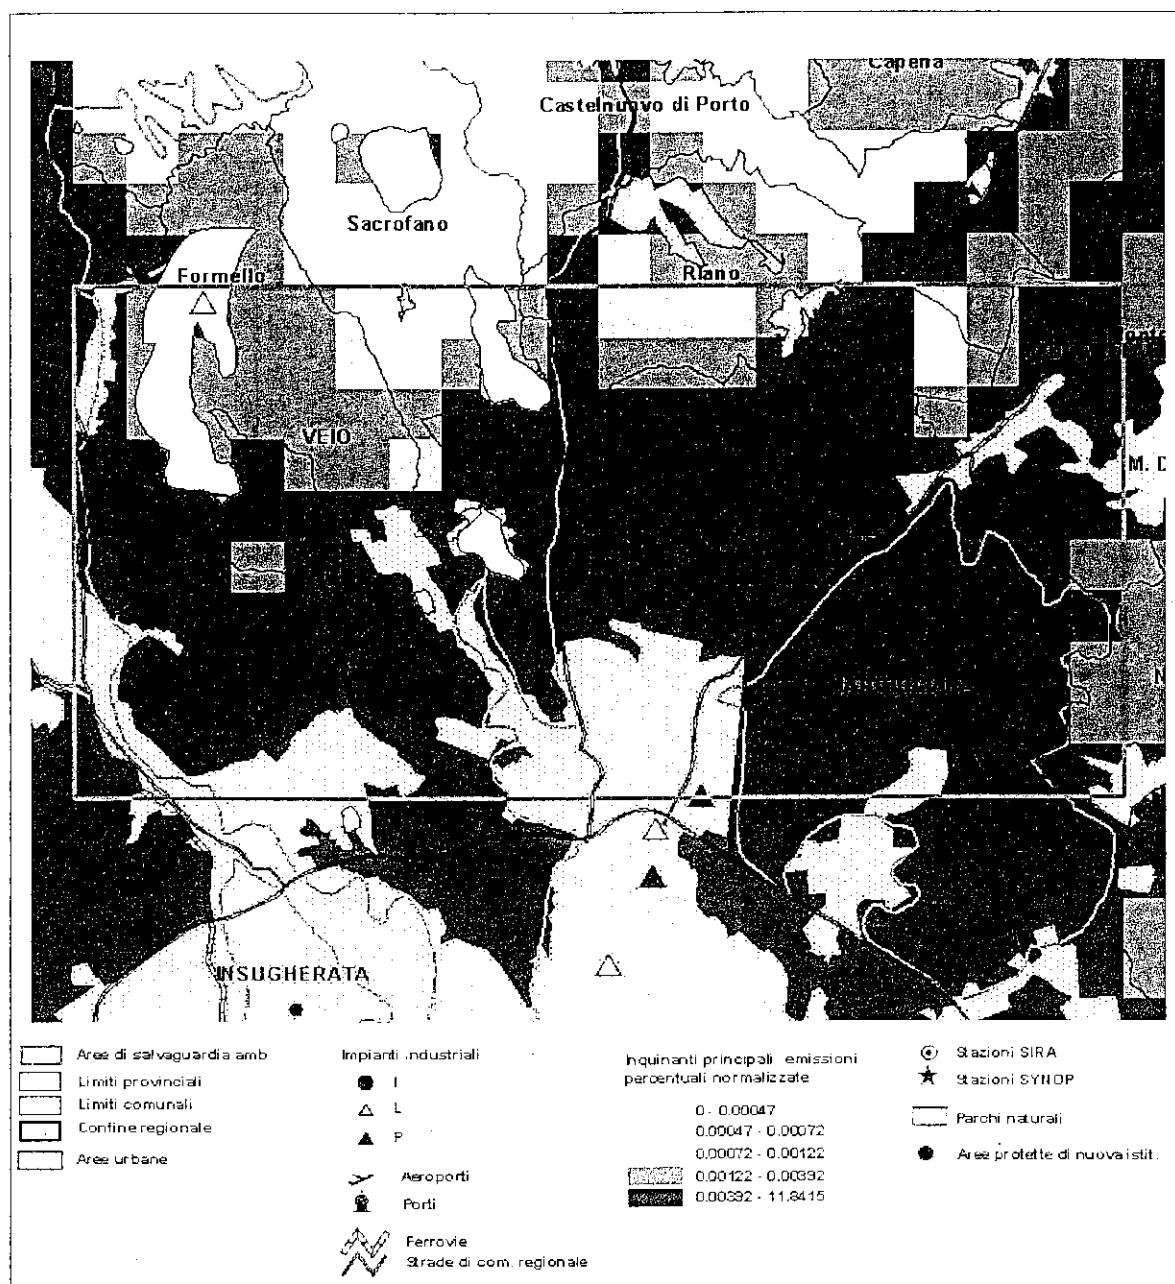 Capena
Castelnuovo di Porto
Sacrofano
Formello
Riano
VEIO
M. D
N
INSUGHERATA
Aree di salvaguardia amb
Limiti provinciali
Limiti comunali
Confine regionale
Aree urbane
Impianti industriali
I
L
P
Aeroporti
Porti
Ferrovie
Strade di com. regionale
Inquinanti principali emissioni
percentuali normalizzate
0 - 0.00047
0.00047 - 0.00072
0.00072 - 0.00122
0.00122 - 0.00392
0.00392 - 11.8415
Stazioni SIRA
Stazioni SYNOP
Parchi naturali
Aree protette di nuova istit.